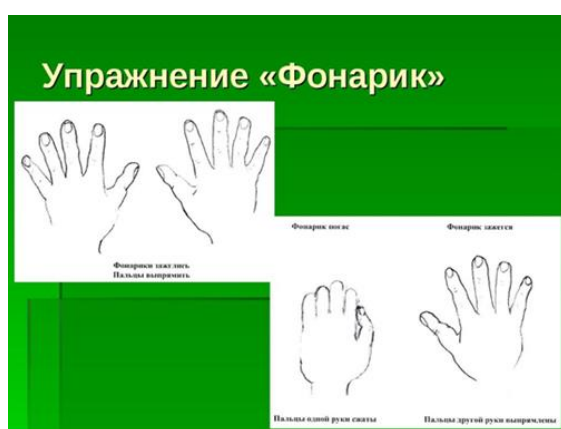 Упражнение «Фонарик»
Фонарики зажглись
Пальцы выпрямить
Фонарик погас
Фонарик зажегся
Пальцы одной руки сжаты
Пальцы другой руки выпрямлены